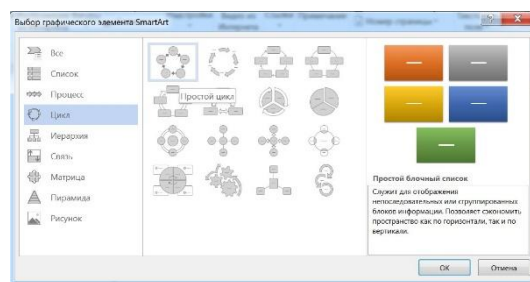 Выбор графического элемента SmartArt
Все
Список
Процесс
Цикл
Иерархия
Связь
Матрица
Пирамида
Рисунок
Простой цикл
Простой блочный список
Служит для отображения
непоследовательных или сгруппированных
блоков информации. Позволяет сэкономить
пространство как по горизонтали, так и по
вертикали.
ОК
Отмена